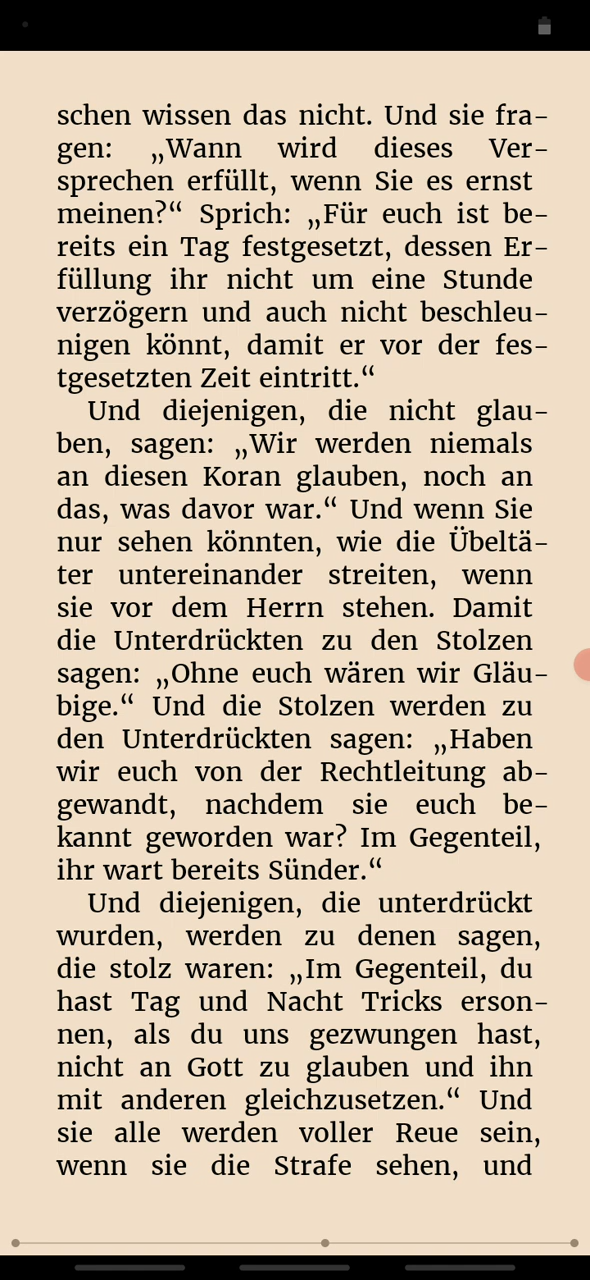 schen wissen das nicht. Und sie fra-
gen: „Wann wird dieses Ver-
sprechen erfüllt, wenn Sie es ernst
meinen?“ Sprich: „Für euch ist be-
reits ein Tag festgesetzt, dessen Er-
füllung ihr nicht um eine Stunde
verzögern und auch nicht beschleu-
nigen könnt, damit er vor der fes-
tgesetzten Zeit eintritt.“
Und diejenigen, die nicht glau-
ben, sagen: „Wir werden niemals
an diesen Koran glauben, noch an
das, was davor war.“ Und wenn Sie
nur sehen könnten, wie die Übeltä-
ter untereinander streiten, wenn
sie vor dem Herrn stehen. Damit
die Unterdrückten zu den Stolzen
sagen: „Ohne euch wären wir Gläu-
bige.“ Und die Stolzen werden zu
den Unterdrückten sagen: „Haben
wir euch von der Rechtleitung ab-
gewandt, nachdem sie euch be-
kannt geworden war? Im Gegenteil,
ihr wart bereits Sünder.“
Und diejenigen, die unterdrückt
wurden, werden zu denen sagen,
die stolz waren: „Im Gegenteil, du
hast Tag und Nacht Tricks erson-
nen, als du uns gezwungen hast,
nicht an Gott zu glauben und ihn
mit anderen gleichzusetzen.“ Und
sie alle werden voller Reue sein,
wenn sie die Strafe sehen, und